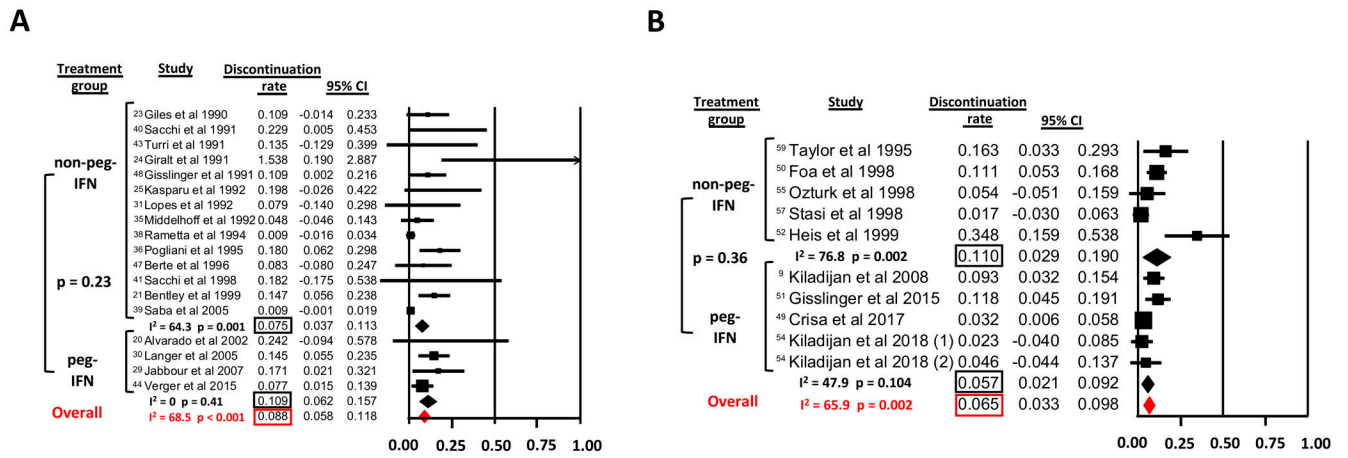 A
Treatment group Study Discontinuation rate 95% CI
non-peg-IFN
23 Giles et al 1990 0.109 -0.014 0.233
40 Sacchi et al 1991 0.229 0.005 0.453
43 Turri et al 1991 0.135 -0.129 0.399
24 Giralt et al 1991 1.538 0.190 2.887
48 Gisslinger et al 1991 0.109 0.002 0.216
25 Kasparu et al 1992 0.198 -0.026 0.422
31 Lopes et al 1992 0.079 -0.140 0.298
35 Middelhoff et al 1992 0.048 -0.046 0.143
38 Rametta et al 1994 0.009 -0.016 0.034
36 Pogliani et al 1995 0.180 0.062 0.298
47 Berte et al 1996 0.083 -0.080 0.247
41 Sacchi et al 1998 0.182 -0.175 0.538
21 Bentley et al 1999 0.147 0.056 0.238
39 Saba et al 2005 0.009 -0.001 0.019
I² = 64.3 p = 0.001 0.075 0.037 0.113
p = 0.23
peg-IFN
20 Alvarado et al 2002 0.242 -0.094 0.578
30 Langer et al 2005 0.145 0.055 0.235
29 Jabbour et al 2007 0.171 0.021 0.321
44 Verger et al 2015 0.077 0.015 0.139
I² = 0 p = 0.41 0.109 0.062 0.157
Overall I² = 68.5 p < 0.001 0.088 0.058 0.118
0.00 0.25 0.50 0.75 1.00
B
Treatment group Study Discontinuation rate 95% CI
non-peg-IFN
59 Taylor et al 1995 0.163 0.033 0.293
50 Foa et al 1998 0.111 0.053 0.168
55 Ozturk et al 1998 0.054 -0.051 0.159
57 Stasi et al 1998 0.017 -0.030 0.063
52 Heis et al 1999 0.348 0.159 0.538
I² = 76.8 p = 0.002 0.110 0.029 0.190
p = 0.36
peg-IFN
9 Kiladijan et al 2008 0.093 0.032 0.154
51 Gisslinger et al 2015 0.118 0.045 0.191
49 Crisa et al 2017 0.032 0.006 0.058
54 Kiladijan et al 2018 (1) 0.023 -0.040 0.085
54 Kiladijan et al 2018 (2) 0.046 -0.044 0.137
I² = 47.9 p = 0.104 0.057 0.021 0.092
Overall I² = 65.9 p = 0.002 0.065 0.033 0.098
0.00 0.25 0.50 0.75 1.00